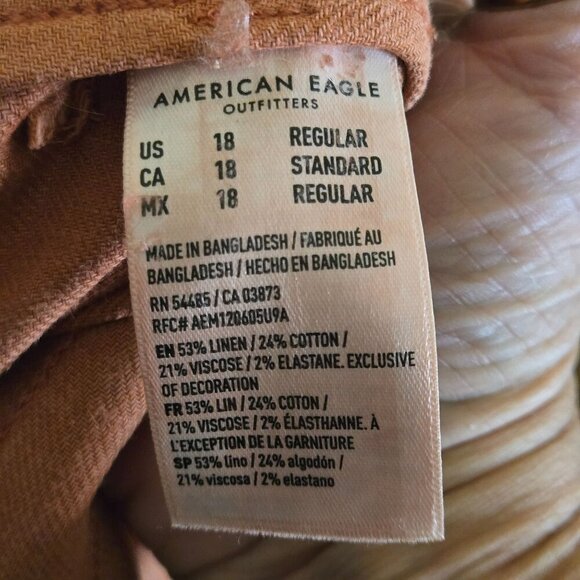 AMERICAN EAGLE
OUTFITTERS
US 18 REGULAR
CA 18 STANDARD
MX 18 REGULAR
MADE IN BANGLADESH / FABRIQUÉ AU
BANGLADESH / HECHO EN BANGLADESH
RN 54485 / CA 03873
RFC# AEM120605U9A
EN 53% LINEN / 24% COTTON /
21% VISCOSE / 2% ELASTANE. EXCLUSIVE
OF DECORATION
FR 53% LIN / 24% COTON /
21% VISCOSE / 2% ÉLASTHANNE. À
L'EXCEPTION DE LA GARNITURE
SP 53% lino / 24% algodón /
21% viscosa / 2% elastano